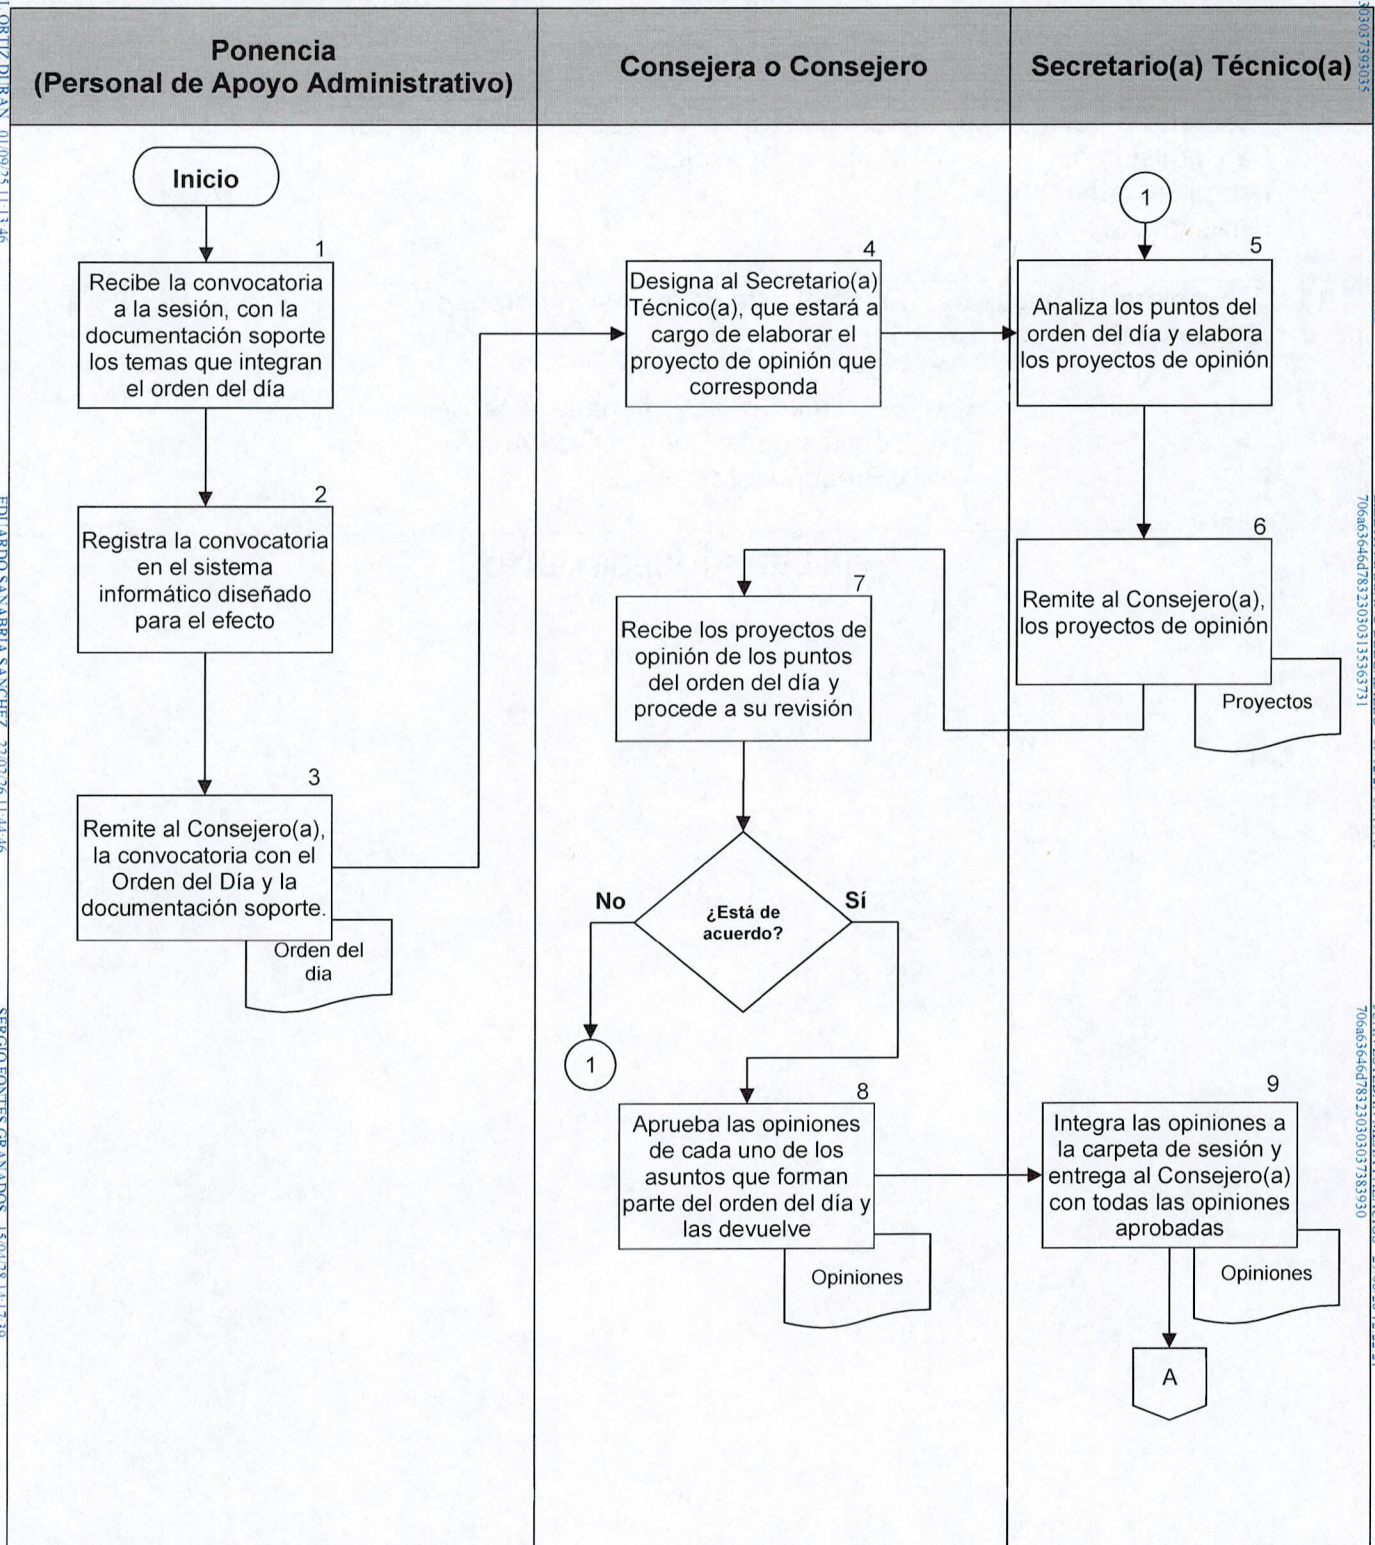 Ponencia
(Personal de Apoyo Administrativo)
Consejera o Consejero
Secretario(a) Técnico(a)
Inicio
1
Recibe la convocatoria
a la sesión, con la
documentación soporte
los temas que integran
el orden del día
2
Registra la convocatoria
en el sistema
informático diseñado
para el efecto
3
Remite al Consejero(a),
la convocatoria con el
Orden del Día y la
documentación soporte.
Orden del
dia
4
Designa al Secretario(a)
Técnico(a), que estará a
cargo de elaborar el
proyecto de opinión que
corresponda
1
5
Analiza los puntos del
orden del día y elabora
los proyectos de opinión
6
Remite al Consejero(a),
los proyectos de opinión
Proyectos
7
Recibe los proyectos de
opinión de los puntos
del orden del día y
procede a su revisión
¿Está de
acuerdo?
No
Sí
1
8
Aprueba las opiniones
de cada uno de los
asuntos que forman
parte del orden del día y
las devuelve
Opiniones
9
Integra las opiniones a
la carpeta de sesión y
entrega al Consejero(a)
con todas las opiniones
aprobadas
Opiniones
A